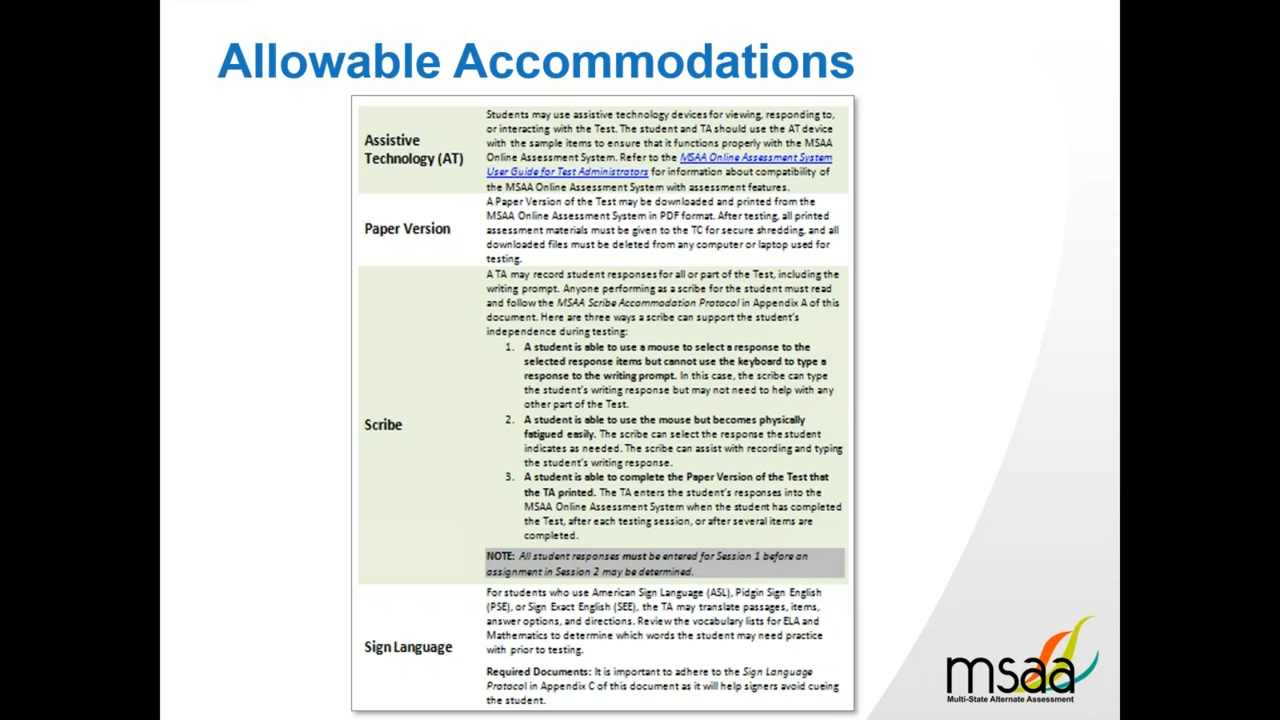 Allowable Accommodations
Assistive
Technology (AT)
Students may use assistive technology devices for viewing, responding to,
or interacting with the Test. The student and TA should use the AT device
with the sample items to ensure that it functions properly with the MSAA
Online Assessment System. Refer to the MSAA Online Assessment System
User Guide for Test Administrators for information about compatibility of
the MSAA Online Assessment System with assessment features.
Paper Version
A Paper Version of the Test may be downloaded and printed from the
MSAA Online Assessment System in PDF format. After testing, all printed
assessment materials must be given to the TC for secure shredding, and all
downloaded files must be deleted from any computer or laptop used for
testing.
Scribe
A TA may record student responses for all or part of the Test, including the
writing prompt. Anyone performing as a scribe for the student must read
and follow the MSAA Scribe Accommodation Protocol in Appendix A of this
document. Here are three ways a scribe can support the student's
independence during testing:
1. A student is able to use a mouse to select a response to the
selected response items but cannot use the keyboard to type a
response to the writing prompt. In this case, the scribe can type
the student's writing response but may not need to help with any
other part of the Test.
2. A student is able to use the mouse but becomes physically
fatigued easily. The scribe can select the response the student
indicates as needed. The scribe can assist with recording and typing
the student's writing response.
3. A student is able to complete the Paper Version of the Test that
the TA printed. The TA enters the student's responses into the
MSAA Online Assessment System when the student has completed
the Test, after each testing session, or after several items are
completed.
NOTE: All student responses must be entered for Session 1 before an
assignment in Session 2 may be determined.
Sign Language
For students who use American Sign Language (ASL), Pidgin Sign English
(PSE), or Sign Exact English (SEE), the TA may translate passages, items,
answer options, and directions. Review the vocabulary lists for ELA and
Mathematics to determine which words the student may need practice
with prior to testing.
Required Documents: It is important to adhere to the Sign Language
Protocol in Appendix C of this document as it will help signers avoid cueing
the student.
msaa
Multi-State Alternate Assessment